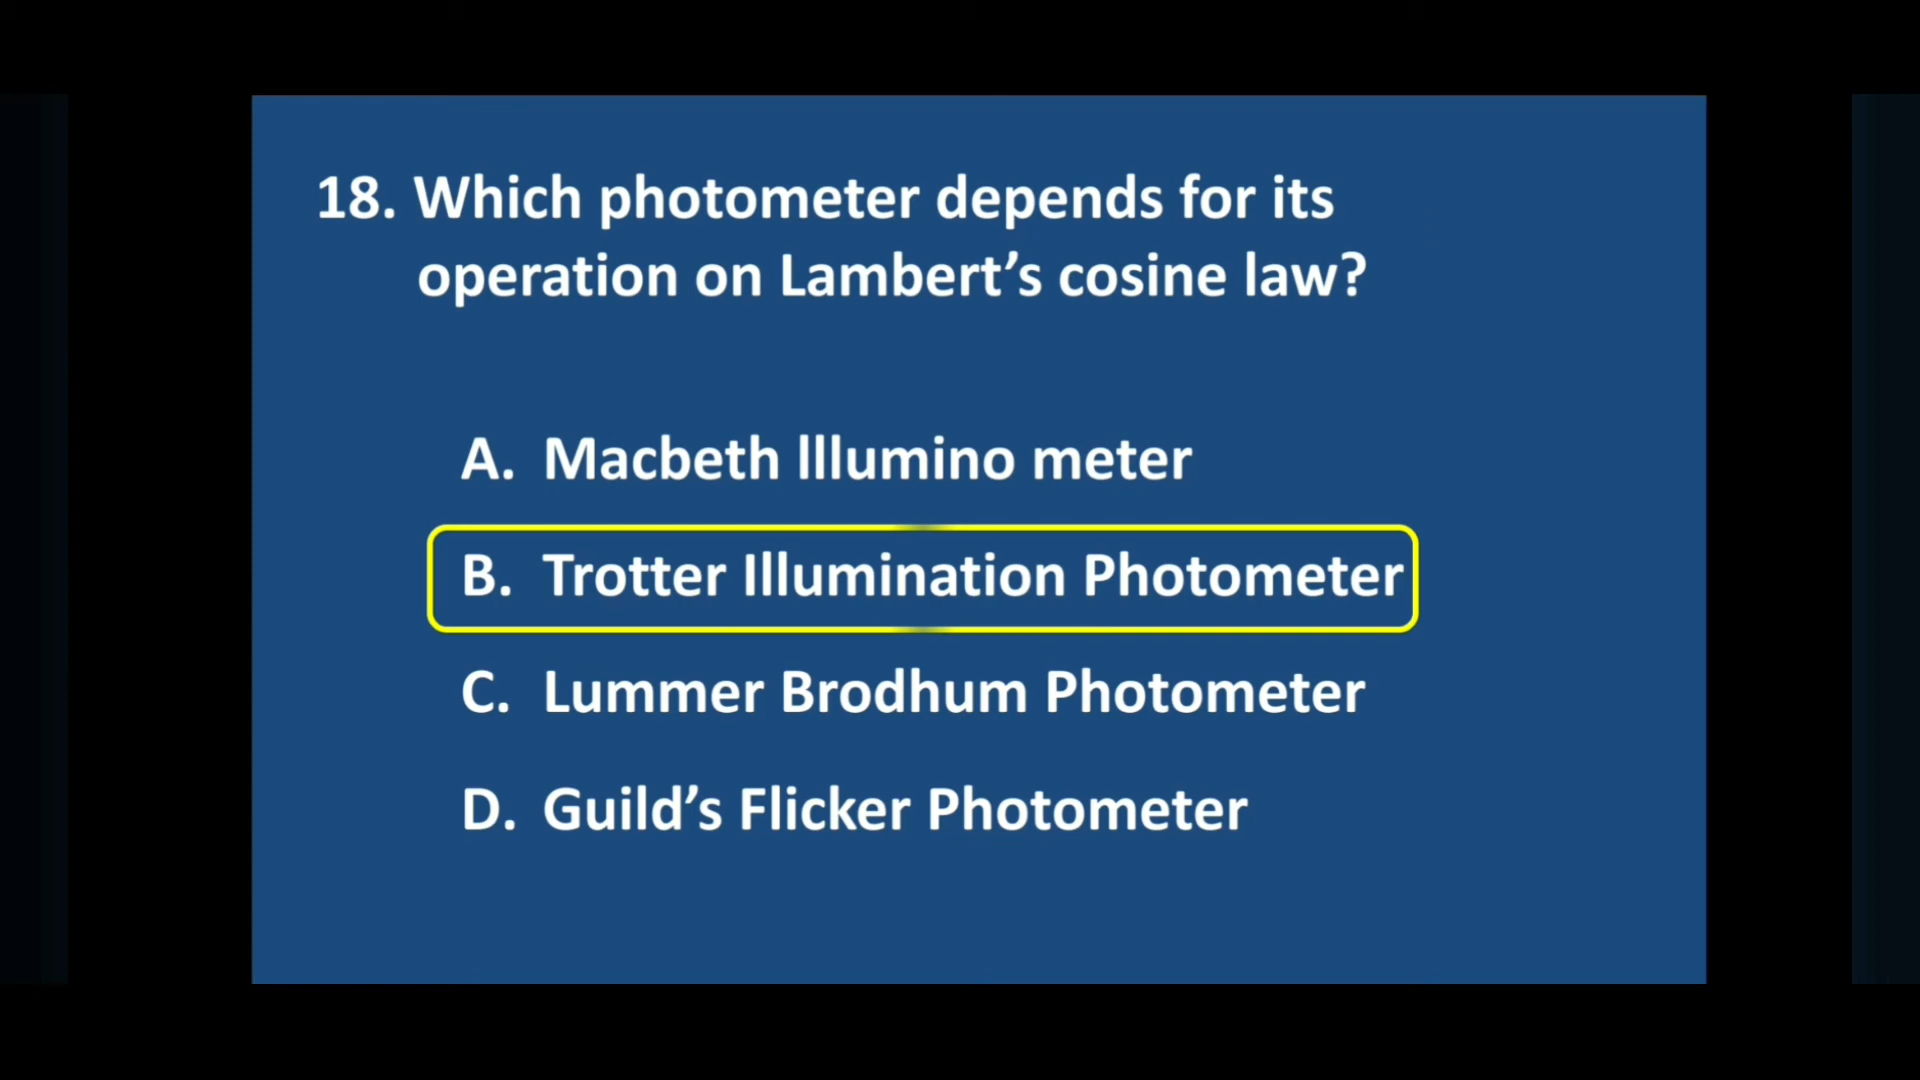 18. Which photometer depends for its
operation on Lambert’s cosine law?
A. Macbeth Illumino meter
B. Trotter Illumination Photometer
C. Lummer Brodhum Photometer
D. Guild’s Flicker Photometer